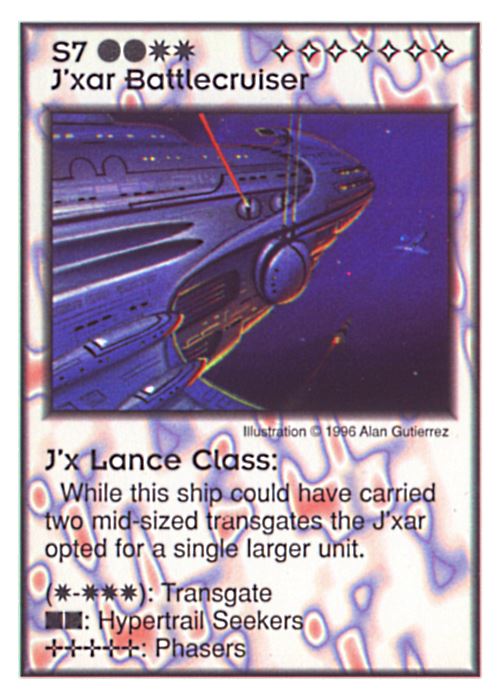 S7 ●●✷✷ ✧✧✧✧✧✧✧
J'xar Battlecruiser
Illustration © 1996 Alan Gutierrez
J'x Lance Class:
While this ship could have carried
two mid-sized transgates the J'xar
opted for a single larger unit.
(✷-✷✷✷): Transgate
■■: Hypertrail Seekers
✢✢✢✢✢: Phasers